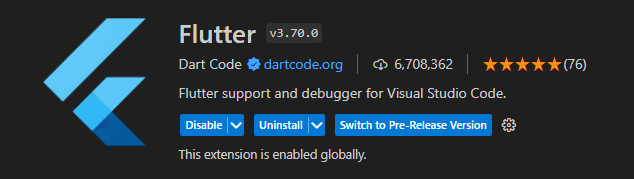 Flutter v3.70.0
Dart Code dartcode.org 6,708,362 (76)
Flutter support and debugger for Visual Studio Code.
Disable Uninstall Switch to Pre-Release Version
This extension is enabled globally.